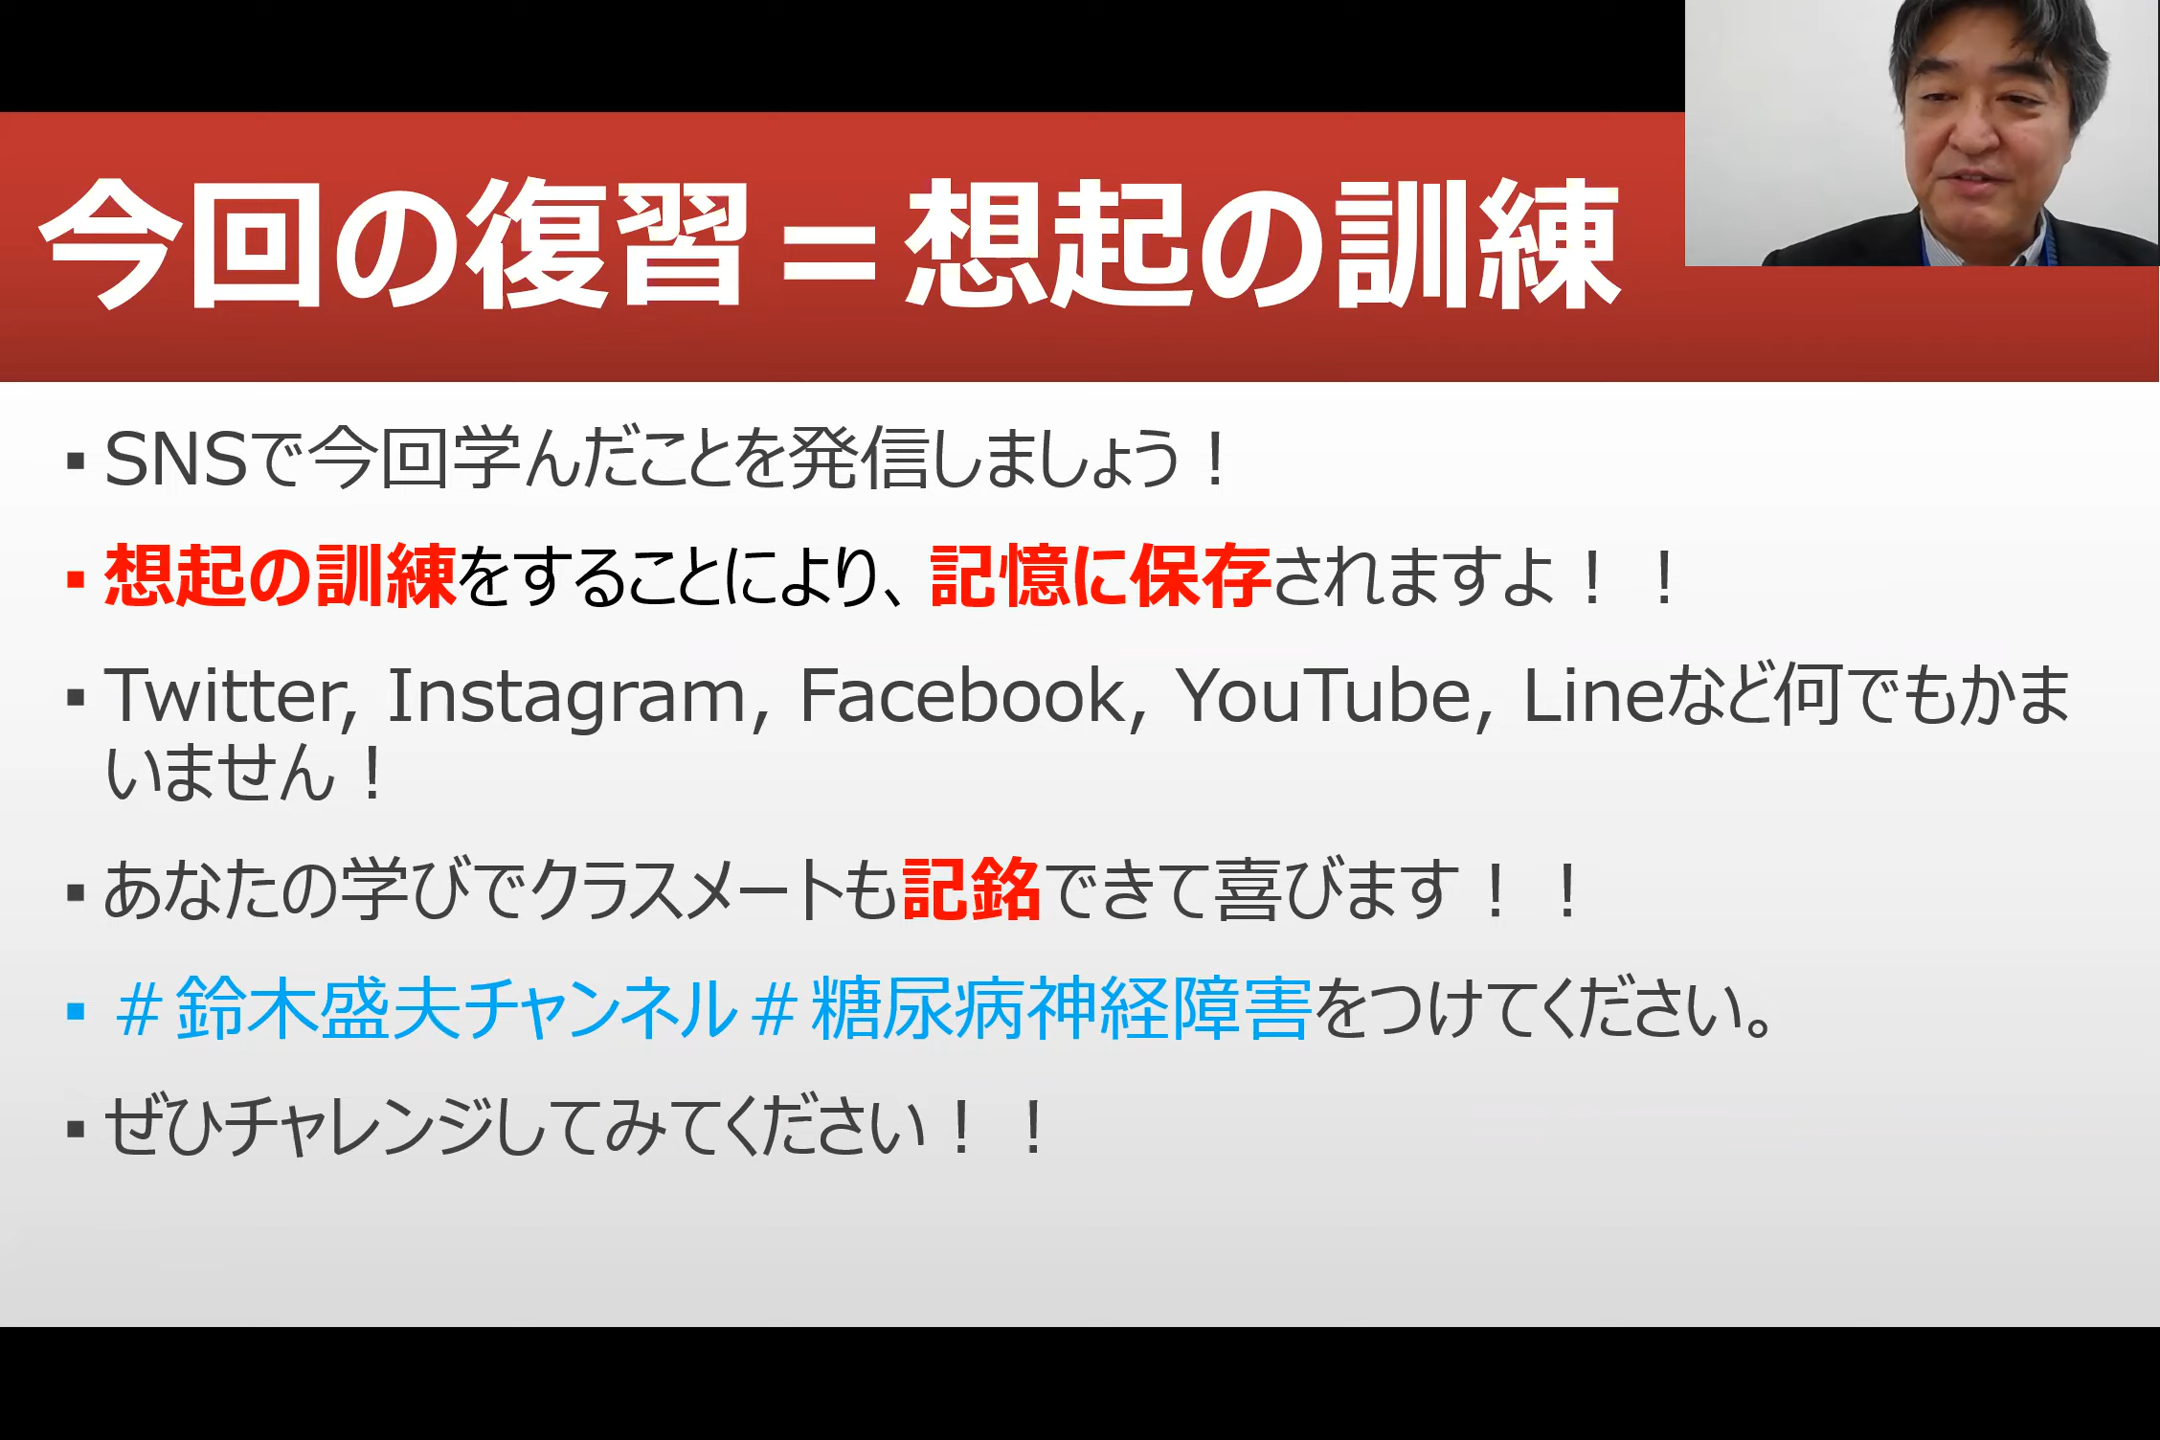 今回の復習＝想起の訓練
▪SNSで今回学んだことを発信しましょう！
▪想起の訓練をすることにより、記憶に保存されますよ！！
▪Twitter, Instagram, Facebook, YouTube, Lineなど何でもかま
いません！
▪あなたの学びでクラスメートも記銘できて喜びます！！
▪＃鈴木盛夫チャンネル＃糖尿病神経障害をつけてください。
▪ぜひチャレンジしてみてください！！